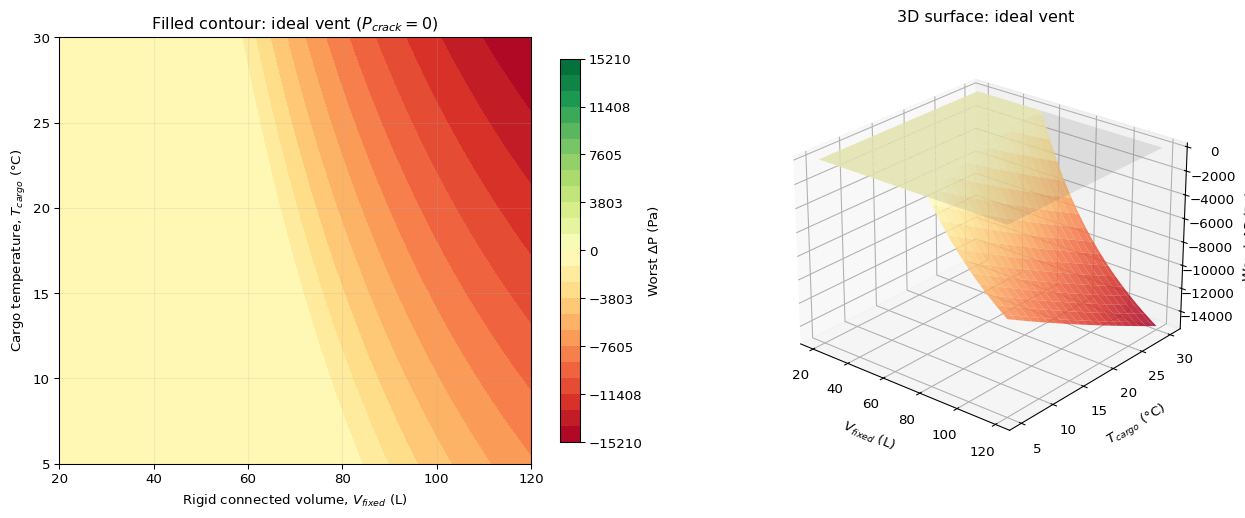 Filled contour: ideal vent (P_crack = 0)
30
25
20
15
10
5
Cargo temperature, T_cargo (°C)
20 40 60 80 100 120
Rigid connected volume, V_fixed (L)
15210
11408
7605
3803
0
−3803
−7605
−11408
−15210
Worst ΔP (Pa)
3D surface: ideal vent
0
−2000
−4000
−6000
−8000
−10000
−12000
−14000
20 40 60 80 100 120
V_fixed (L)
5 10 15 20 25 30
T_cargo (°C)